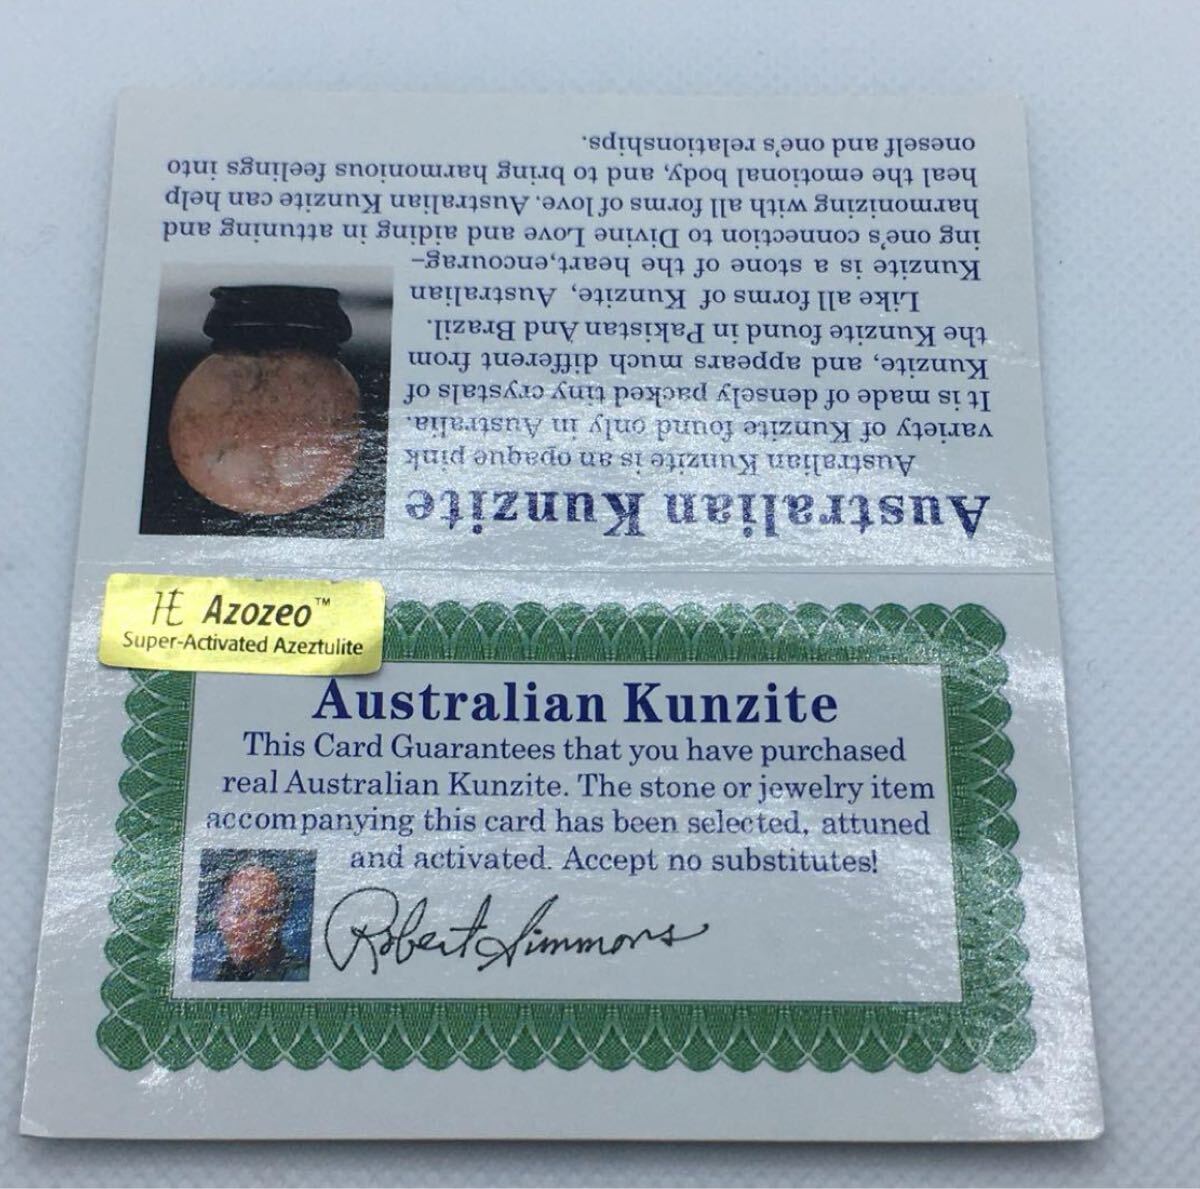 Australian Kunzite
Australian Kunzite is an opaque pink
variety of Kunzite found only in Australia.
It is made of densely packed tiny crystals of
Kunzite, and appears much different from
the Kunzite found in Pakistan And Brazil.
Like all forms of Kunzite, Australian
Kunzite is a stone of the heart,encourag-
ing one's connection to Divine Love and aiding in attuning and
harmonizing with all forms of love. Australian Kunzite can help
heal the emotional body, and to bring harmonious feelings into
oneself and one's relationships.
HE Azozeo™
Super-Activated Azeztulite
Australian Kunzite
This Card Guarantees that you have purchased
real Australian Kunzite. The stone or jewelry item
accompanying this card has been selected, attuned
and activated. Accept no substitutes!
Robert Simmons